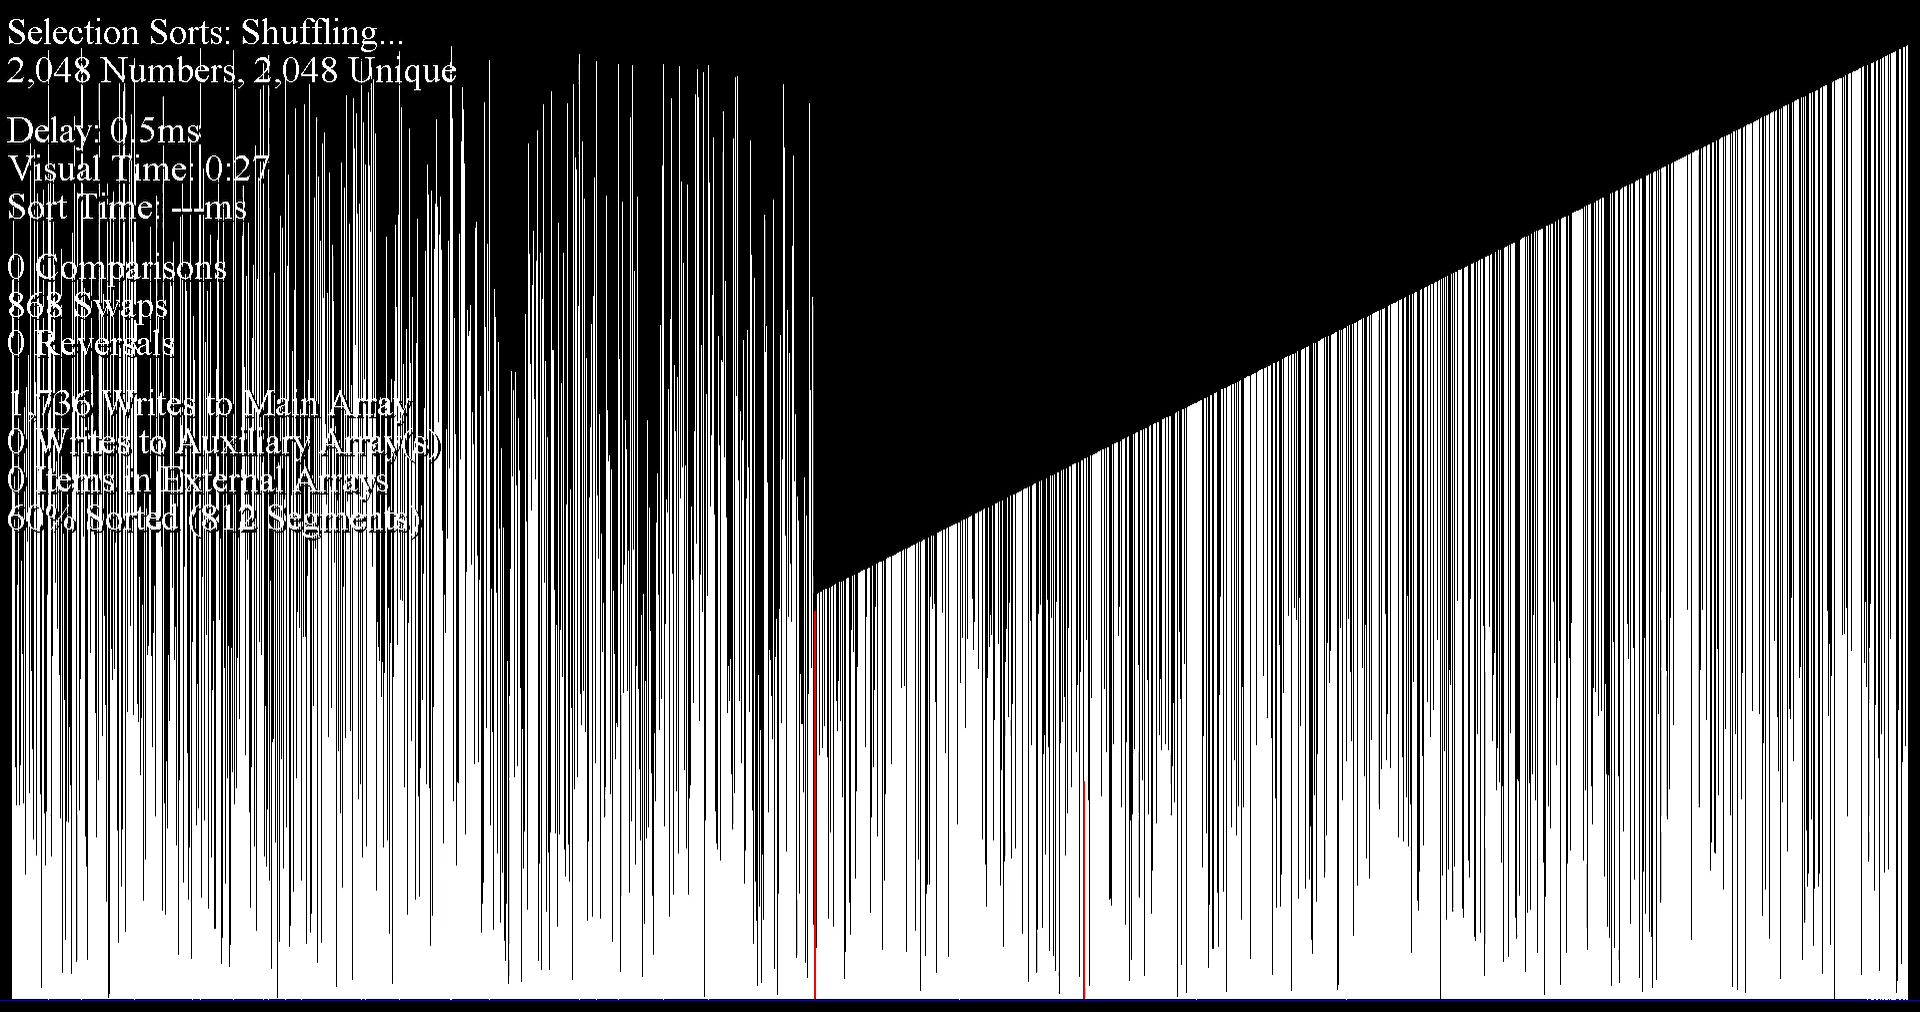 Selection Sorts: Shuffling...
2,048 Numbers, 2,048 Unique
Delay: 0.5ms
Visual Time: 0:27
Sort Time: ---ms
0 Comparisons
868 Swaps
0 Reversals
1,736 Writes to Main Array
0 Writes to Auxiliary Array(s)
0 Items in External Arrays
60% Sorted (812 Segments)